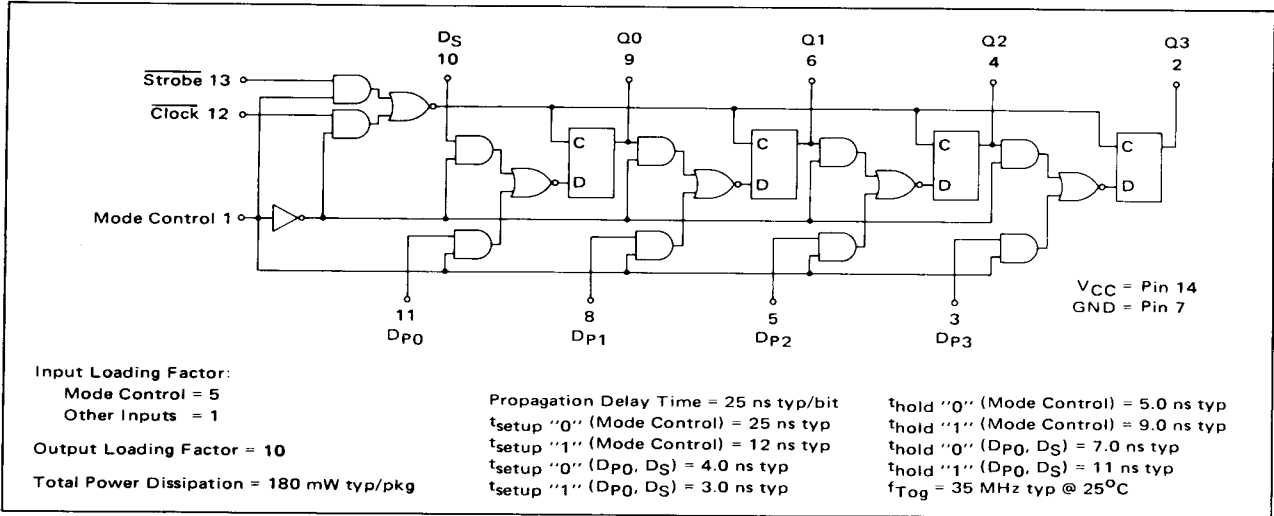 DS Q0 Q1 Q2 Q3
10 9 6 4 2
Strobe 13
Clock 12
C C C C
D D D D
Mode Control 1
VCC = Pin 14
GND = Pin 7
11 8 5 3
DP0 DP1 DP2 DP3
Input Loading Factor:
Mode Control = 5
Other Inputs = 1
Output Loading Factor = 10
Total Power Dissipation = 180 mW typ/pkg
Propagation Delay Time = 25 ns typ/bit
tsetup "0" (Mode Control) = 25 ns typ
tsetup "1" (Mode Control) = 12 ns typ
tsetup "0" (DP0, DS) = 4.0 ns typ
tsetup "1" (DP0, DS) = 3.0 ns typ
thold "0" (Mode Control) = 5.0 ns typ
thold "1" (Mode Control) = 9.0 ns typ
thold "0" (DP0, DS) = 7.0 ns typ
thold "1" (DP0, DS) = 11 ns typ
fTog = 35 MHz typ @ 25°C